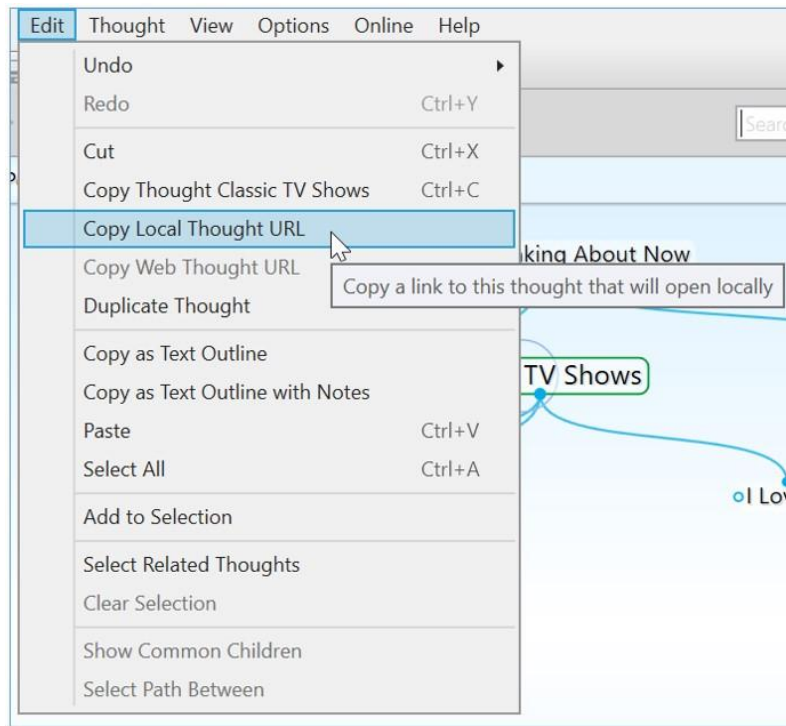 Edit Thought View Options Online Help
Undo
Redo Ctrl+Y
Sear
Cut Ctrl+X
Copy Thought Classic TV Shows Ctrl+C
Copy Local Thought URL
king About Now
Copy Web Thought URL
Copy a link to this thought that will open locally
Duplicate Thought
Copy as Text Outline
TV Shows
Copy as Text Outline with Notes
Paste Ctrl+V
Select All Ctrl+A
I Lov
Add to Selection
Select Related Thoughts
Clear Selection
Show Common Children
Select Path Between